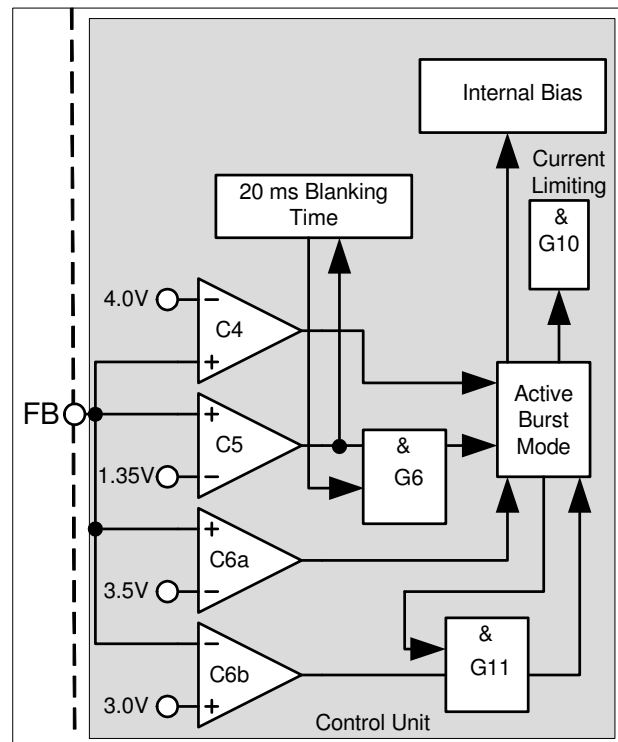 Internal Bias
Current
Limiting
20 ms Blanking
Time
&
G10
4.0V
−
C4
+
FB
+
C5
−
1.35V
&
G6
Active
Burst
Mode
+
C6a
−
3.5V
−
C6b
+
3.0V
&
G11
Control Unit